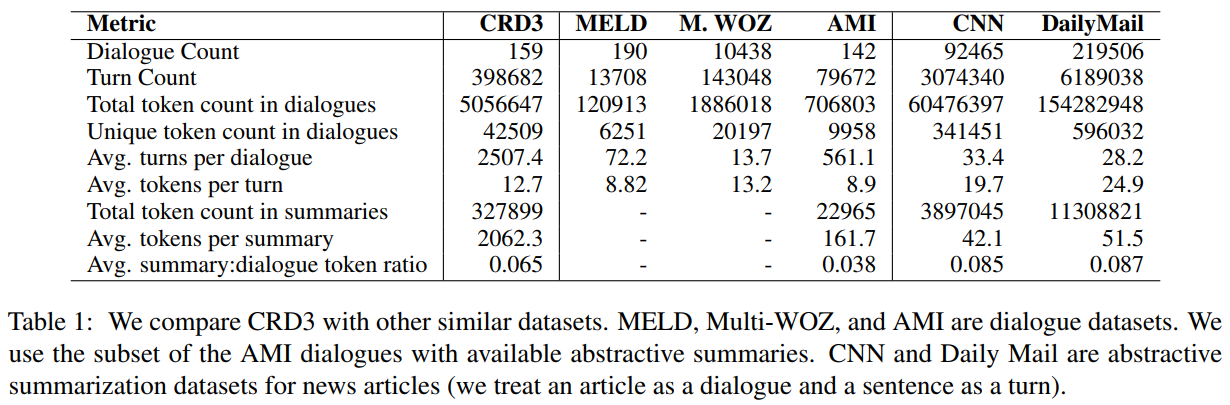 Metric CRD3 MELD M. WOZ AMI CNN DailyMail
Dialogue Count 159 190 10438 142 92465 219506
Turn Count 398682 13708 143048 79672 3074340 6189038
Total token count in dialogues 5056647 120913 1886018 706803 60476397 154282948
Unique token count in dialogues 42509 6251 20197 9958 341451 596032
Avg. turns per dialogue 2507.4 72.2 13.7 561.1 33.4 28.2
Avg. tokens per turn 12.7 8.82 13.2 8.9 19.7 24.9
Total token count in summaries 327899 - - 22965 3897045 11308821
Avg. tokens per summary 2062.3 - - 161.7 42.1 51.5
Avg. summary:dialogue token ratio 0.065 - - 0.038 0.085 0.087
Table 1: We compare CRD3 with other similar datasets. MELD, Multi-WOZ, and AMI are dialogue datasets. We
use the subset of the AMI dialogues with available abstractive summaries. CNN and Daily Mail are abstractive
summarization datasets for news articles (we treat an article as a dialogue and a sentence as a turn).